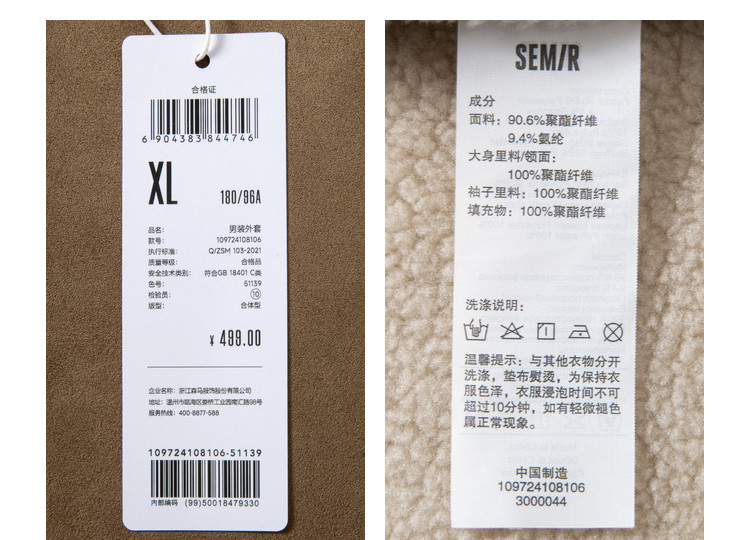 合格证
6 904383 844746
XL
180/96A
品名: 男装外套
款号: 109724108106
执行标准: Q/ZSM 103-2021
质量等级: 合格品
安全技术类别: 符合GB 18401 C类
色号: 51139
检验员: 10
版型: 合体型
¥ 499.00
企业名称: 浙江森马服饰股份有限公司
地址: 温州市瓯海区娄桥工业园南汇路98号
服务热线: 400-8877-588
109724108106-51139
内部编码 (99)50018479330
SEM/R
成分
面料: 90.6%聚酯纤维
9.4%氨纶
大身里料/领面:
100%聚酯纤维
袖子里料: 100%聚酯纤维
填充物: 100%聚酯纤维
洗涤说明:
温馨提示: 与其他衣物分开
洗涤, 垫布熨烫, 为保持衣
服色泽, 衣服浸泡时间不可
超过10分钟, 如有轻微褪色
属正常现象。
中国制造
109724108106
3000044